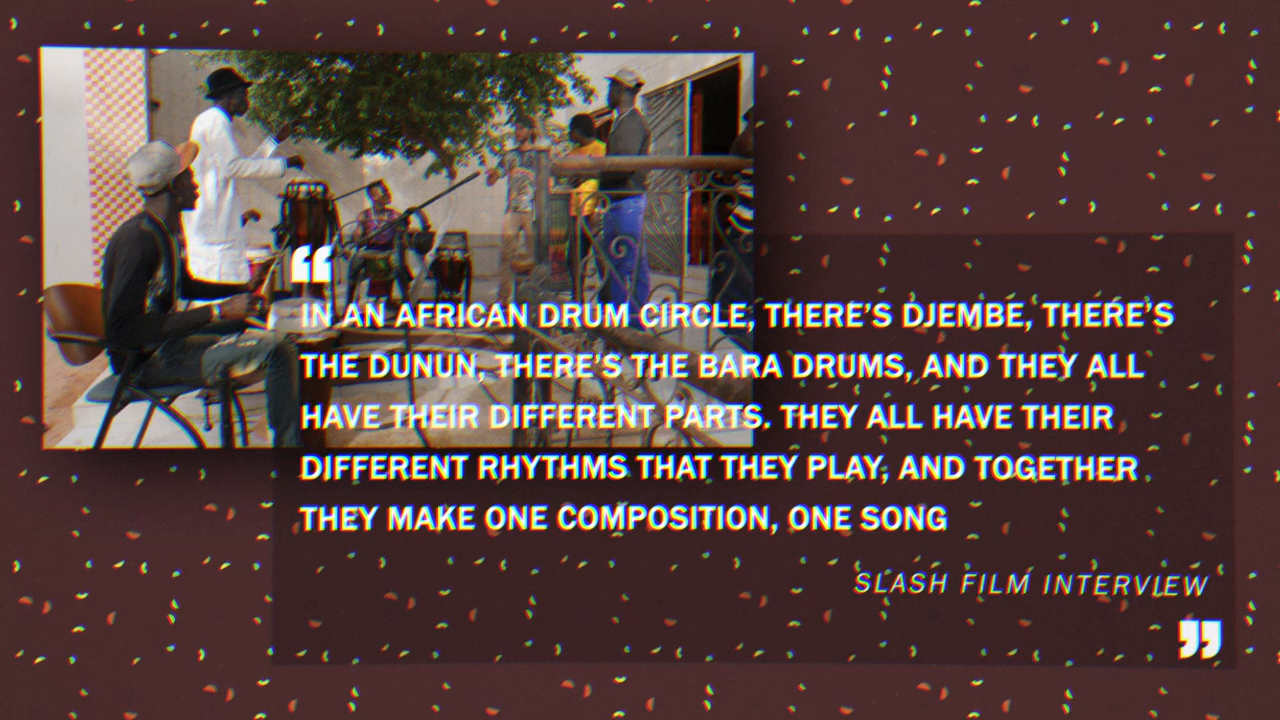 “
IN AN AFRICAN DRUM CIRCLE, THERE’S DJEMBE, THERE’S
THE DUNUN, THERE’S THE BARA DRUMS, AND THEY ALL
HAVE THEIR DIFFERENT PARTS. THEY ALL HAVE THEIR
DIFFERENT RHYTHMS THAT THEY PLAY, AND TOGETHER
THEY MAKE ONE COMPOSITION, ONE SONG
SLASH FILM INTERVIEW
”